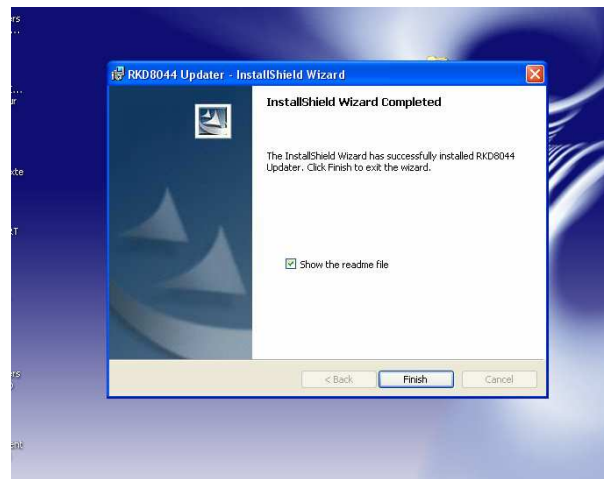 RKD8044 Updater - InstallShield Wizard
InstallShield Wizard Completed
The InstallShield Wizard has successfully installed RKD8044
Updater. Click Finish to exit the wizard.
Show the readme file
< Back
Finish
Cancel